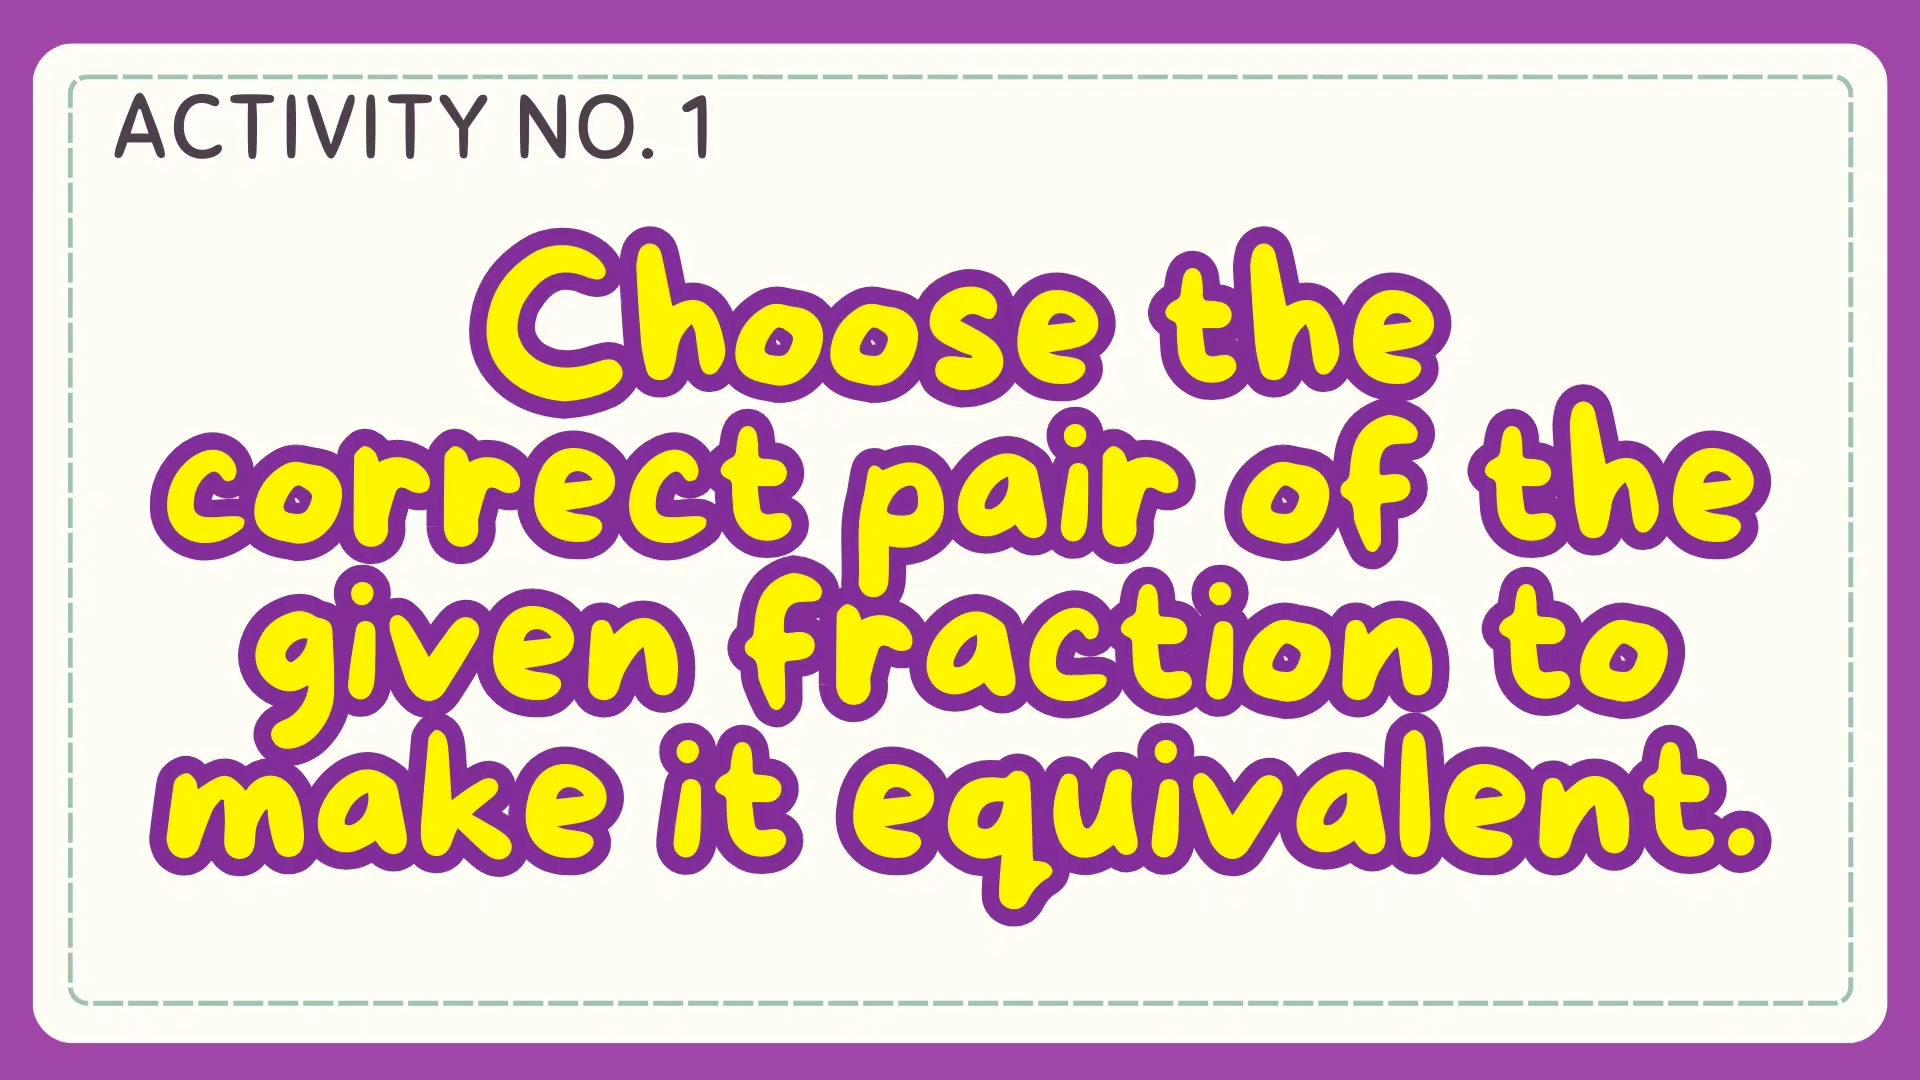 ACTIVITY NO. 1
Choose the
correct pair of the
given fraction to
make it equivalent.